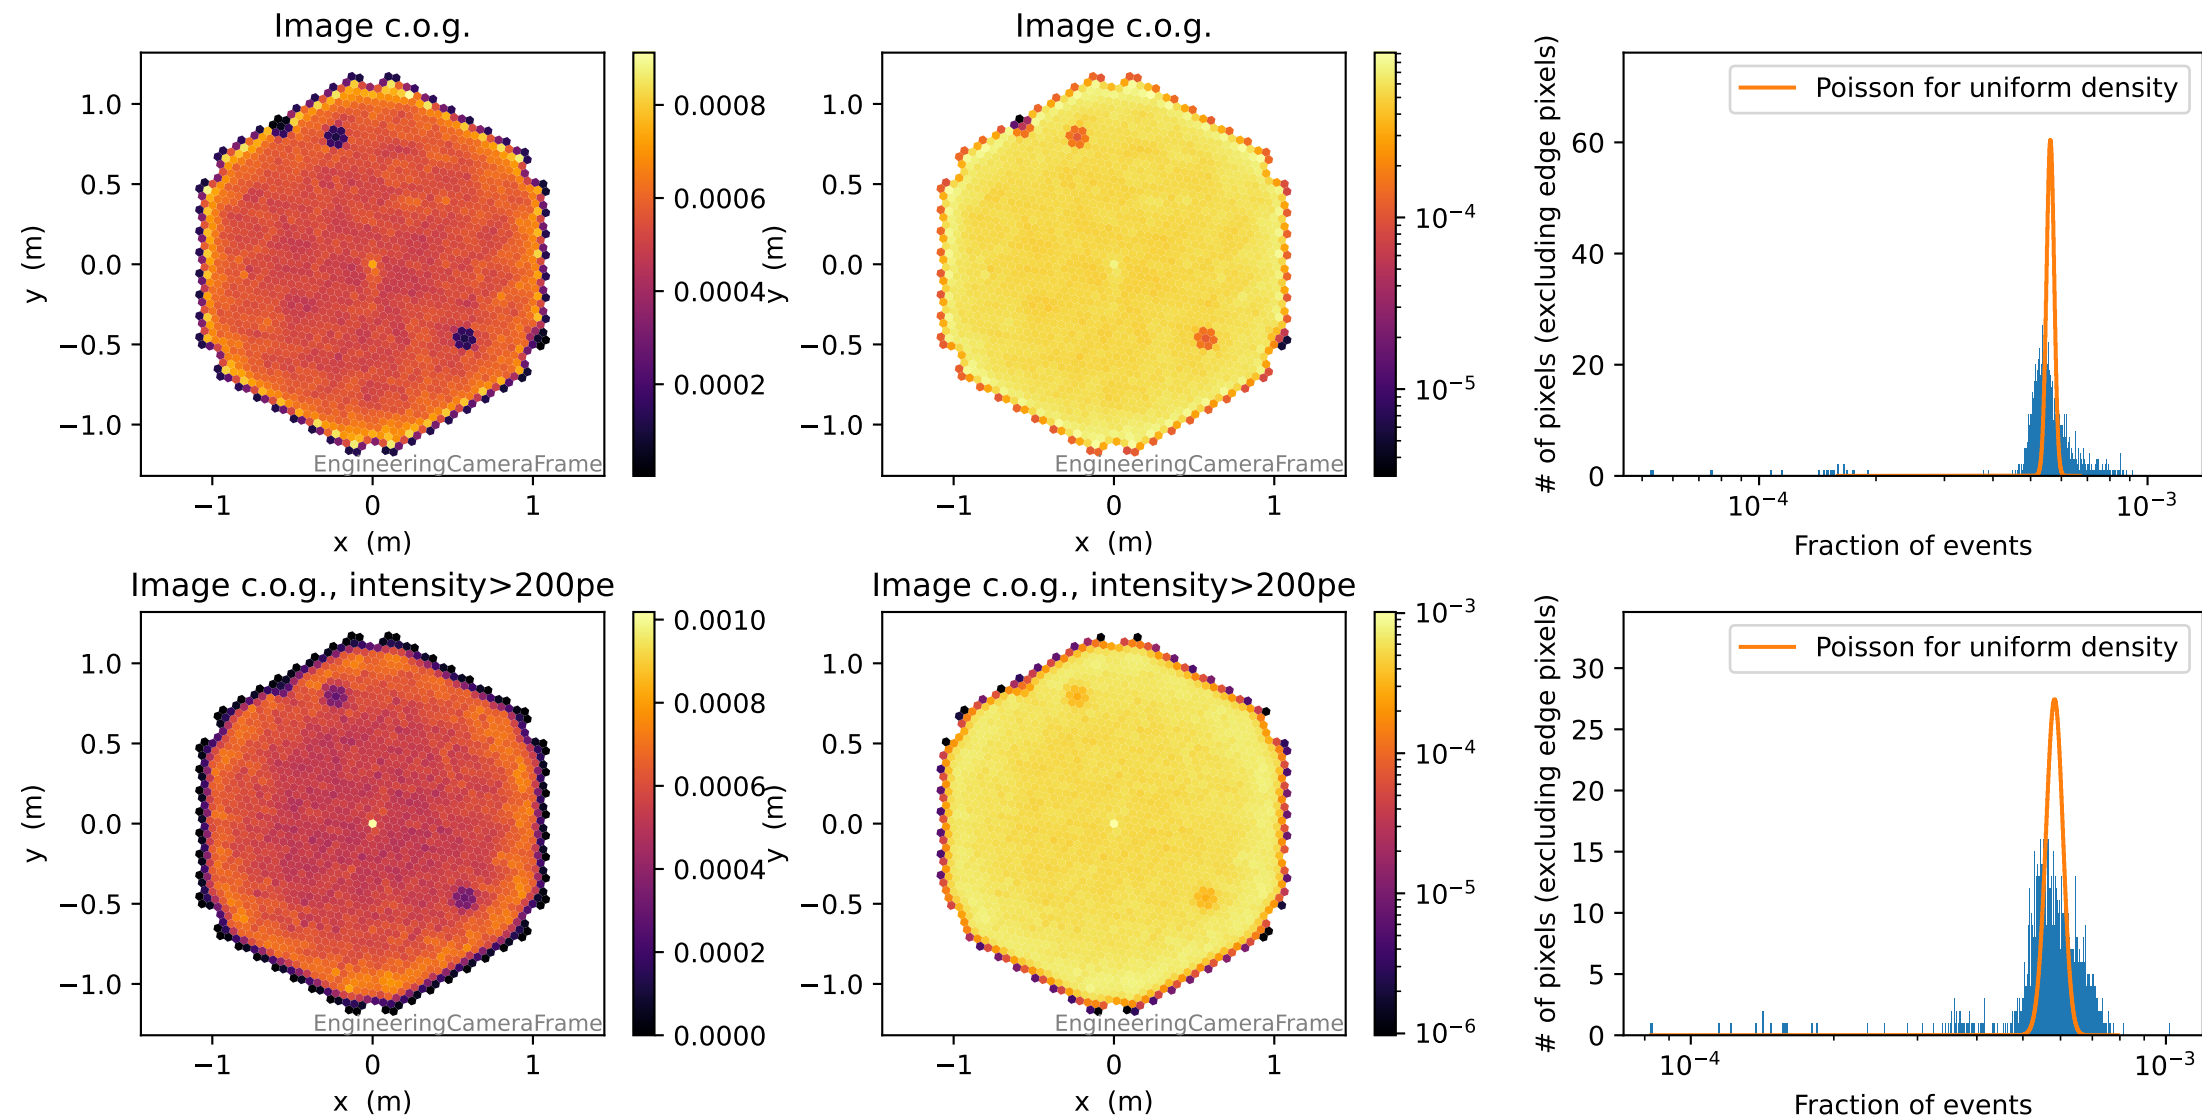 Image c.o.g.
1.0
0.5
0.0
−0.5
−1.0
y (m)
−1
0
1
x (m)
EngineeringCameraFrame
0.0008
0.0006
0.0004
0.0002
Image c.o.g.
1.0
0.5
0.0
−0.5
−1.0
y (m)
−1
0
1
x (m)
EngineeringCameraFrame
10−4
10−5
Poisson for uniform density
60
40
20
0
# of pixels (excluding edge pixels)
10−4
10−3
Fraction of events
Image c.o.g., intensity>200pe
1.0
0.5
0.0
−0.5
−1.0
y (m)
−1
0
1
x (m)
EngineeringCameraFrame
0.0010
0.0008
0.0006
0.0004
0.0002
0.0000
Image c.o.g., intensity>200pe
1.0
0.5
0.0
−0.5
−1.0
y (m)
−1
0
1
x (m)
EngineeringCameraFrame
10−3
10−4
10−5
10−6
Poisson for uniform density
30
25
20
15
10
5
0
# of pixels (excluding edge pixels)
10−4
10−3
Fraction of events